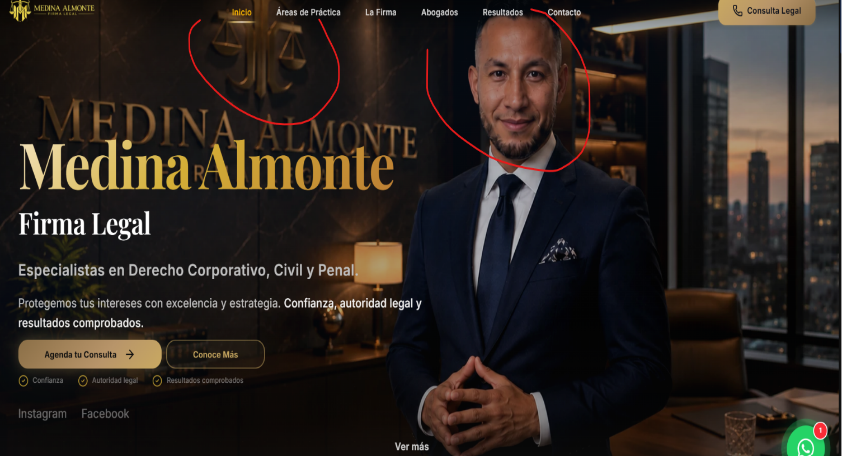 MEDINA ALMONTE
FIRMA LEGAL
Inicio
Áreas de Práctica
La Firma
Abogados
Resultados
Contacto
Consulta Legal
MEDINA ALMONTE
Medina Almonte
Firma Legal
Especialistas en Derecho Corporativo, Civil y Penal.
Protegemos tus intereses con excelencia y estrategia. Confianza, autoridad legal y
resultados comprobados.
Agenda tu Consulta
Conoce Más
Confianza
Autoridad legal
Resultados comprobados
Instagram
Facebook
Ver más
1